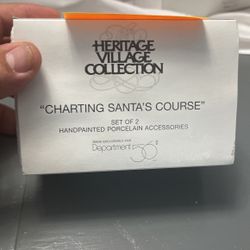 HERITAGE
VILLAGE
COLLECTION
"CHARTING SANTA'S COURSE"
SET OF 2
HANDPAINTED PORCELAIN ACCESSORIES
Department 56